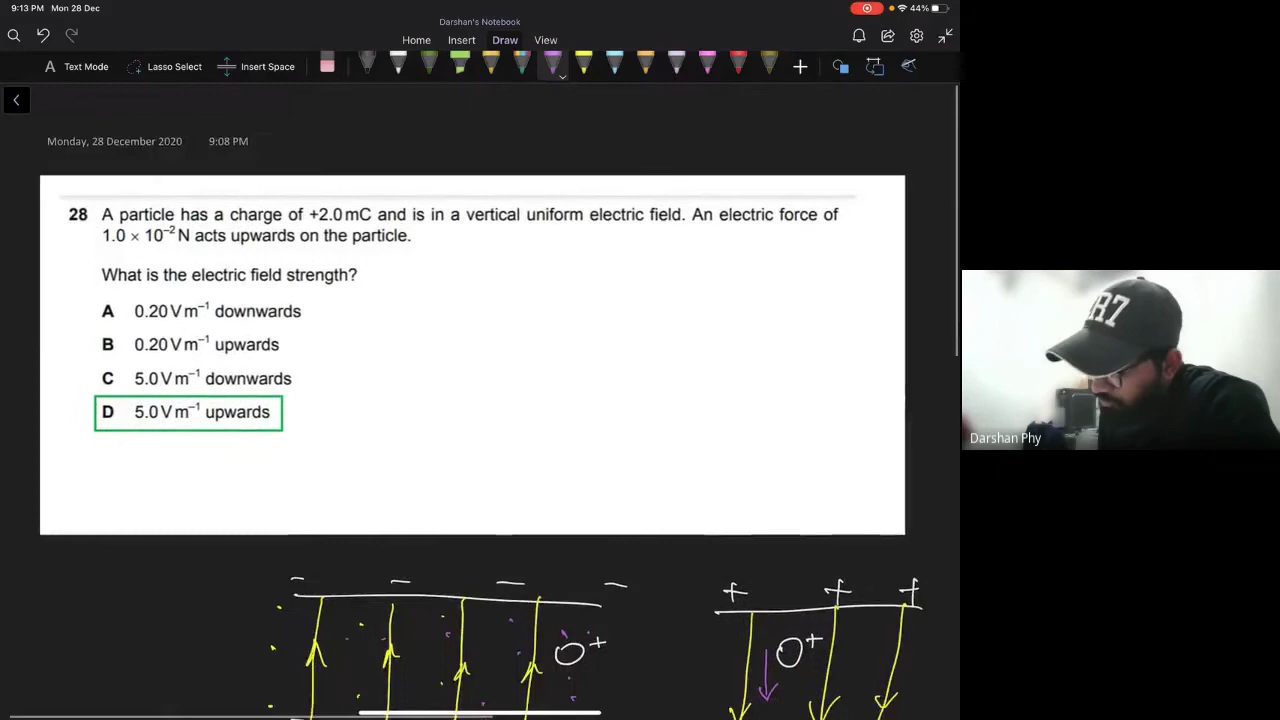 9:13 PM Mon 28 Dec
44%
Darshan's Notebook
Home Insert Draw View
A Text Mode Lasso Select Insert Space
Monday, 28 December 2020 9:08 PM
28 A particle has a charge of +2.0 mC and is in a vertical uniform electric field. An electric force of
1.0 × 10⁻² N acts upwards on the particle.
What is the electric field strength?
A 0.20 V m⁻¹ downwards
B 0.20 V m⁻¹ upwards
C 5.0 V m⁻¹ downwards
D 5.0 V m⁻¹ upwards
Darshan Phy
R7
− − − − + + +
+ +